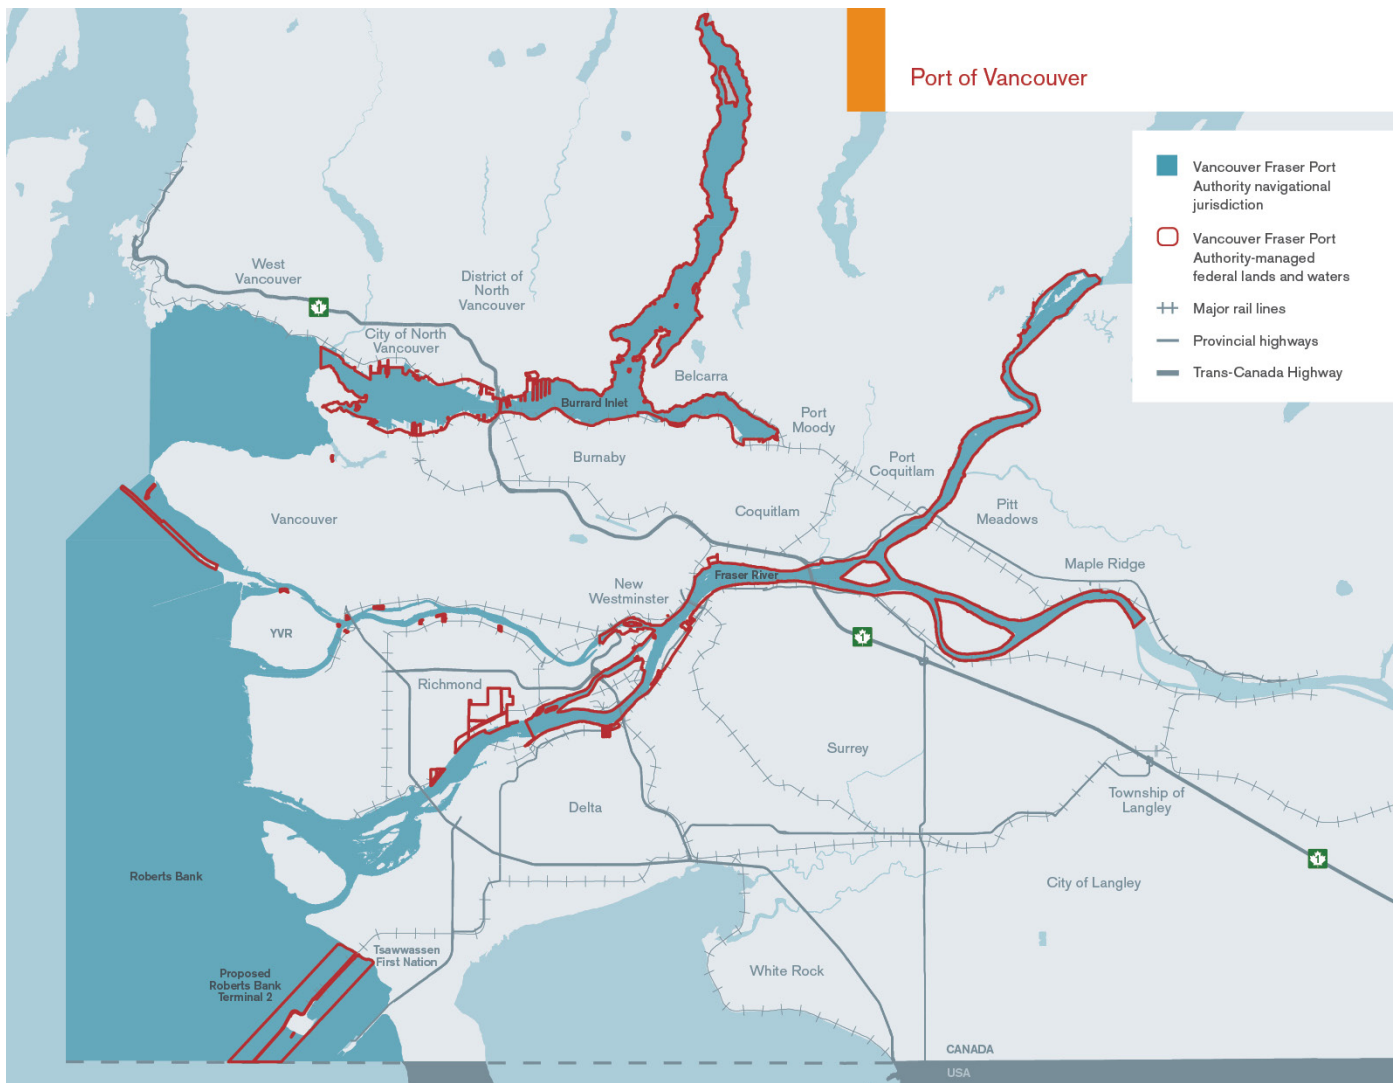 Port of Vancouver
Vancouver Fraser Port
Authority navigational
jurisdiction
Vancouver Fraser Port
Authority-managed
federal lands and waters
Major rail lines
Provincial highways
Trans-Canada Highway
West
Vancouver
1
District of
North
Vancouver
City of North
Vancouver
Belcarra
Burrard Inlet
Port
Moody
Burnaby
Port
Coquitlam
Vancouver
Coquitlam
Pitt
Meadows
Maple Ridge
Fraser River
New
Westminster
YVR
1
Richmond
Surrey
Township of
Langley
Delta
1
Roberts Bank
City of Langley
Tsawwassen
First Nation
White Rock
Proposed
Roberts Bank
Terminal 2
CANADA
USA